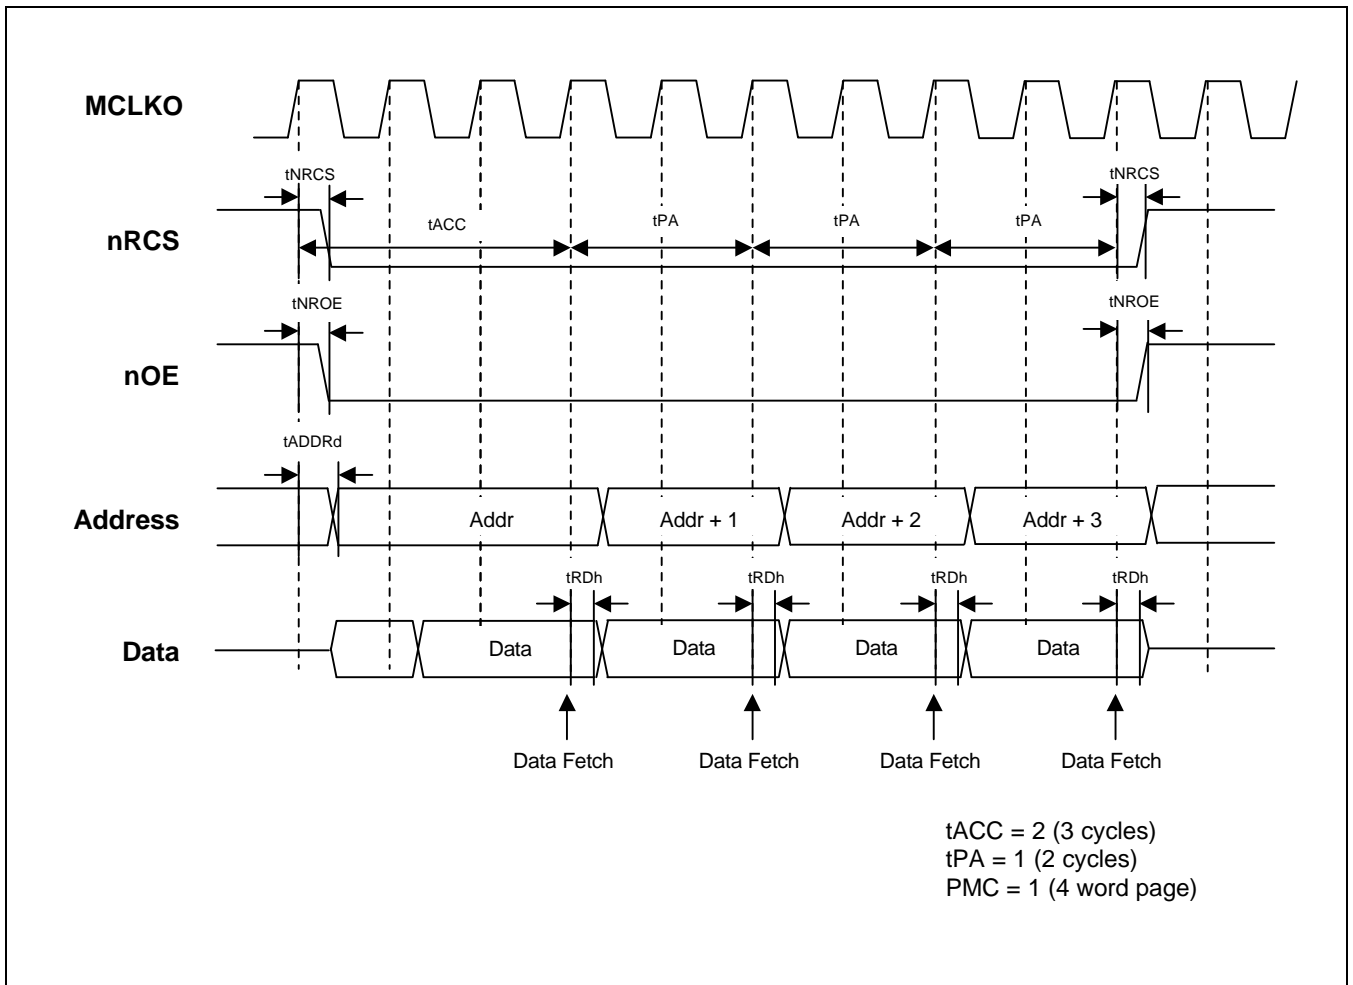 MCLKO
tNRCS
tNRCS
nRCS
tACC
tPA
tPA
tPA
tNROE
tNROE
nOE
tADDRd
Address
Addr
Addr + 1
Addr + 2
Addr + 3
tRDh
tRDh
tRDh
tRDh
Data
Data
Data
Data
Data
Data Fetch
Data Fetch
Data Fetch
Data Fetch
tACC = 2 (3 cycles)
tPA = 1 (2 cycles)
PMC = 1 (4 word page)